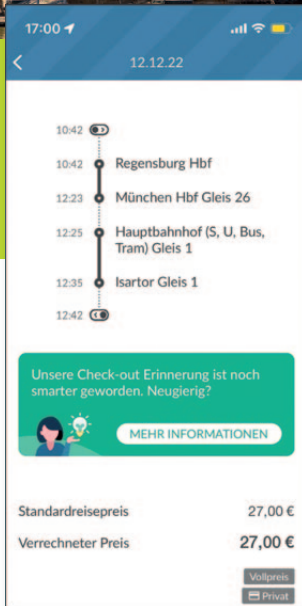 17:00
12.12.22
10:42
10:42 Regensburg Hbf
12:23 München Hbf Gleis 26
12:25 Hauptbahnhof (S, U, Bus,
Tram) Gleis 1
12:35 Isartor Gleis 1
12:42
Unsere Check-out Erinnerung ist noch
smarter geworden. Neugierig?
MEHR INFORMATIONEN
Standardreisepreis 27,00 €
Verrechneter Preis 27,00 €
Vollpreis
Privat